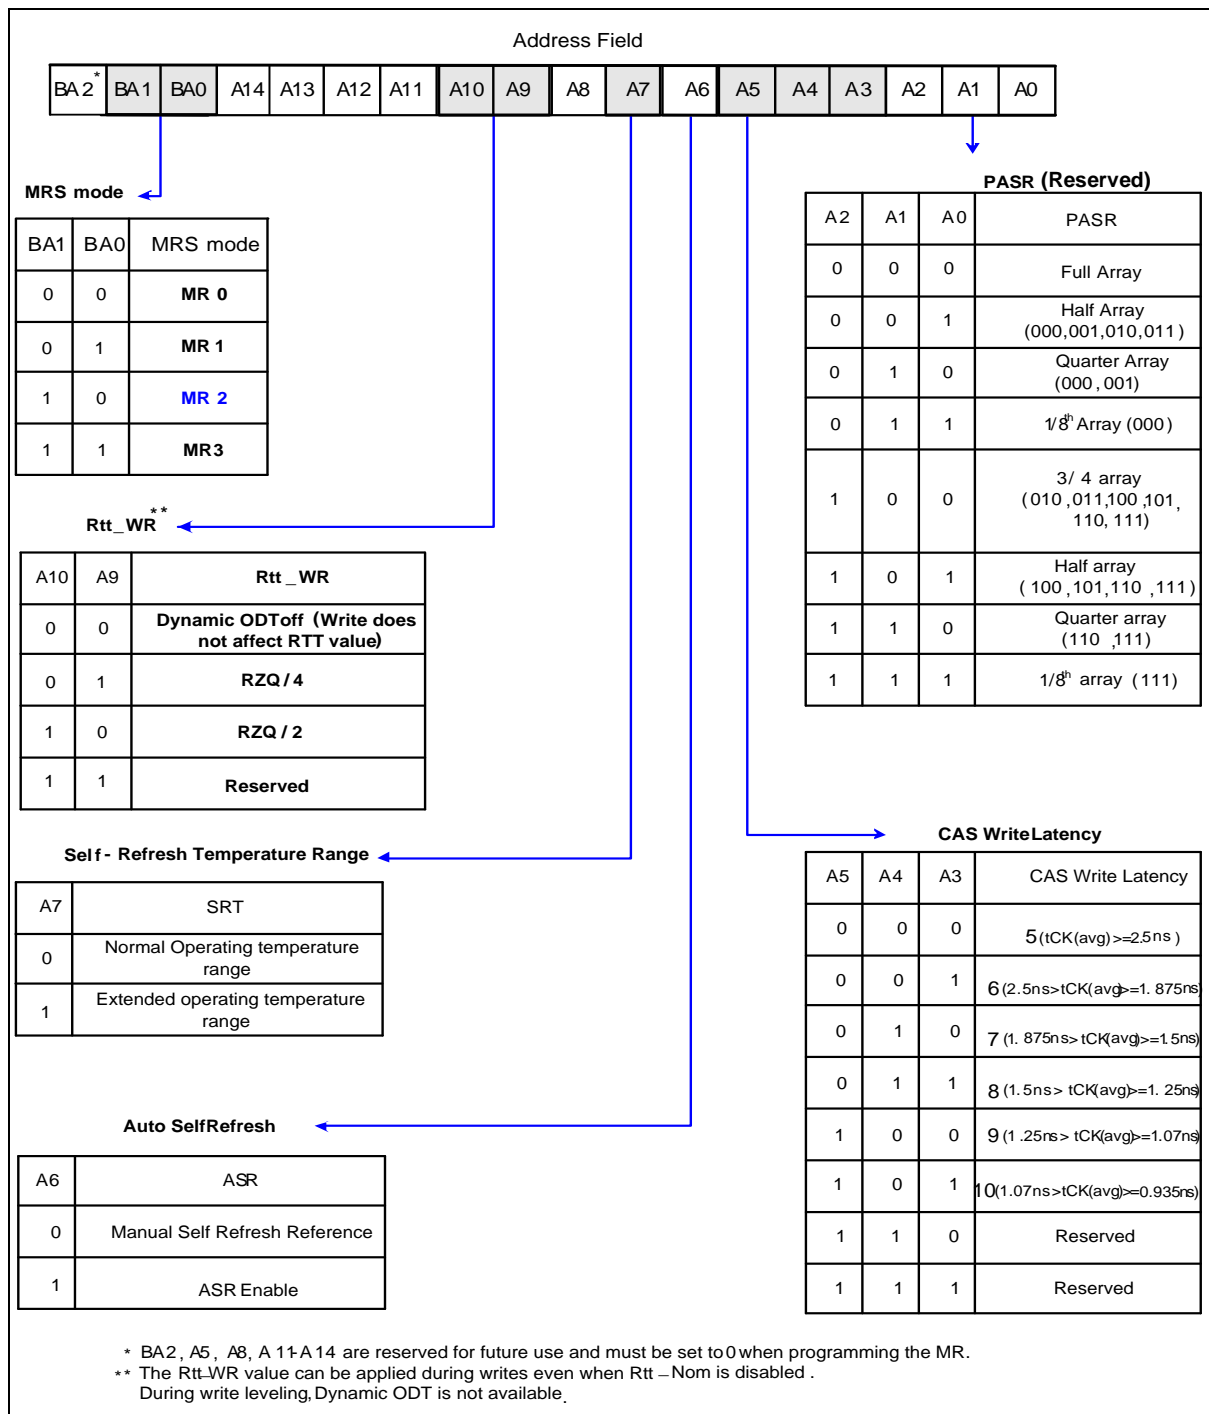 Address Field
BA2* BA1 BA0 A14 A13 A12 A11 A10 A9 A8 A7 A6 A5 A4 A3 A2 A1 A0
MRS mode
BA1 BA0 MRS mode
0 0 MR 0
0 1 MR 1
1 0 MR 2
1 1 MR3
Rtt_WR**
A10 A9 Rtt_WR
0 0 Dynamic ODToff (Write does
not affect RTT value)
0 1 RZQ/4
1 0 RZQ/2
1 1 Reserved
Self-Refresh Temperature Range
A7 SRT
0 Normal Operating temperature
range
1 Extended operating temperature
range
Auto SelfRefresh
A6 ASR
0 Manual Self Refresh Reference
1 ASR Enable
PASR (Reserved)
A2 A1 A0 PASR
0 0 0 Full Array
0 0 1 Half Array
(000,001,010,011)
0 1 0 Quarter Array
(000,001)
0 1 1 1/8th Array (000)
1 0 0 3/4 array
(010,011,100,101,
110,111)
1 0 1 Half array
(100,101,110,111)
1 1 0 Quarter array
(110,111)
1 1 1 1/8th array (111)
CAS WriteLatency
A5 A4 A3 CAS Write Latency
0 0 0 5(tCK(avg)>=2.5ns)
0 0 1 6(2.5ns>tCK(avg)>=1.875ns)
0 1 0 7(1.875ns>tCK(avg)>=1.5ns)
0 1 1 8(1.5ns>tCK(avg)>=1.25ns)
1 0 0 9(1.25ns>tCK(avg)>=1.07ns)
1 0 1 10(1.07ns>tCK(avg)>=0.935ns)
1 1 0 Reserved
1 1 1 Reserved
* BA2, A5, A8, A11-A14 are reserved for future use and must be set to 0 when programming the MR.
** The Rtt_WR value can be applied during writes even when Rtt_Nom is disabled.
During write leveling, Dynamic ODT is not available.